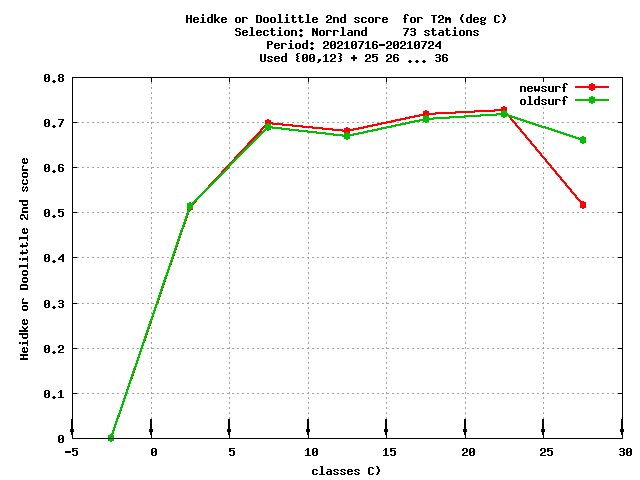 Heidke or Doolittle 2nd score  for T2m (deg C)
Selection: Norrland     73 stations
Period: 20210716-20210724
Used {00,12} + 25 26 ... 36
newsurf
oldsurf
Heidke or Doolittle 2nd score
0.8
0.7
0.6
0.5
0.4
0.3
0.2
0.1
0
-5 0 5 10 15 20 25 30
classes C)